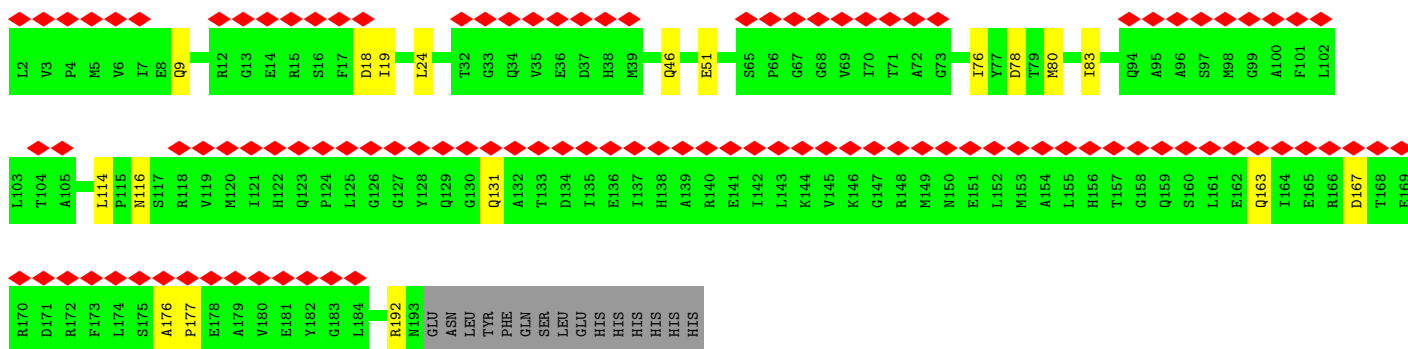 L2 V3 P4 M5 V6 I7 E8 Q9 R12 G13 E14 R15 S16 F17 D18 I19 L24 T32 G33 Q34 V35 E36 D37 H38 M39 Q46 E51 S65 P66 G67 G68 V69 I70 T71 A72 G73 I76 Y77 D78 T79 M80 I83 Q94 A95 A96 S97 M98 G99 A100 F101 L102
L103 T104 A105 L114 P115 N116 S117 R118 V119 M120 I121 H122 Q123 P124 L125 G126 G127 Y128 Q129 G130 Q131 A132 T133 D134 I135 E136 I137 H138 A139 R140 E141 I142 L143 K144 V145 K146 G147 R148 M149 N150 E151 L152 M153 A154 L155 H156 T157 G158 Q159 S160 L161 E162 Q163 I164 E165 R166 D167 T168 E169
R170 D171 R172 F173 L174 S175 A176 P177 E178 A179 V180 E181 Y182 G183 L184 R192 N193 GLU ASN LEU TYR PHE GLN SER LEU GLU HIS HIS HIS HIS HIS HIS